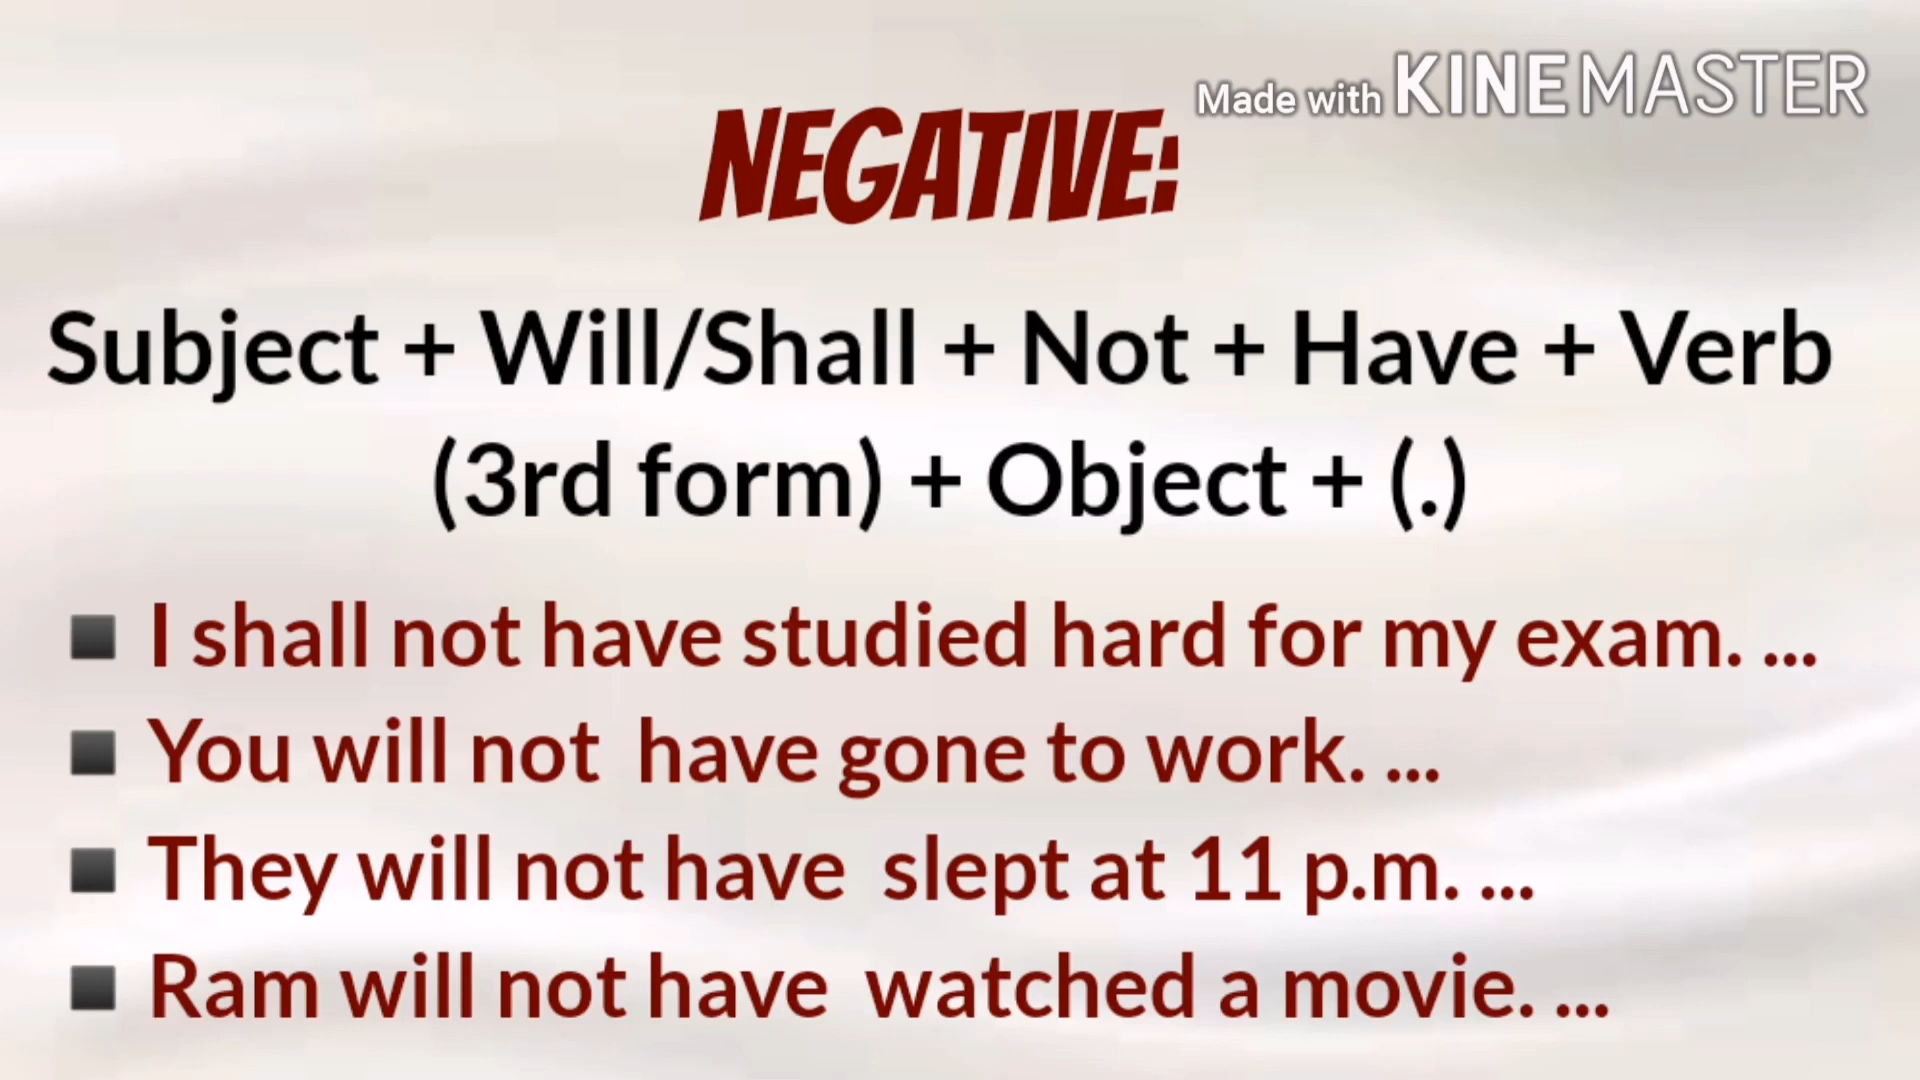 Made with KINEMASTER
NEGATIVE:
Subject + Will/Shall + Not + Have + Verb
(3rd form) + Object + (.)
▪ I shall not have studied hard for my exam. ...
▪ You will not  have gone to work. ...
▪ They will not have  slept at 11 p.m. ...
▪ Ram will not have  watched a movie. ...